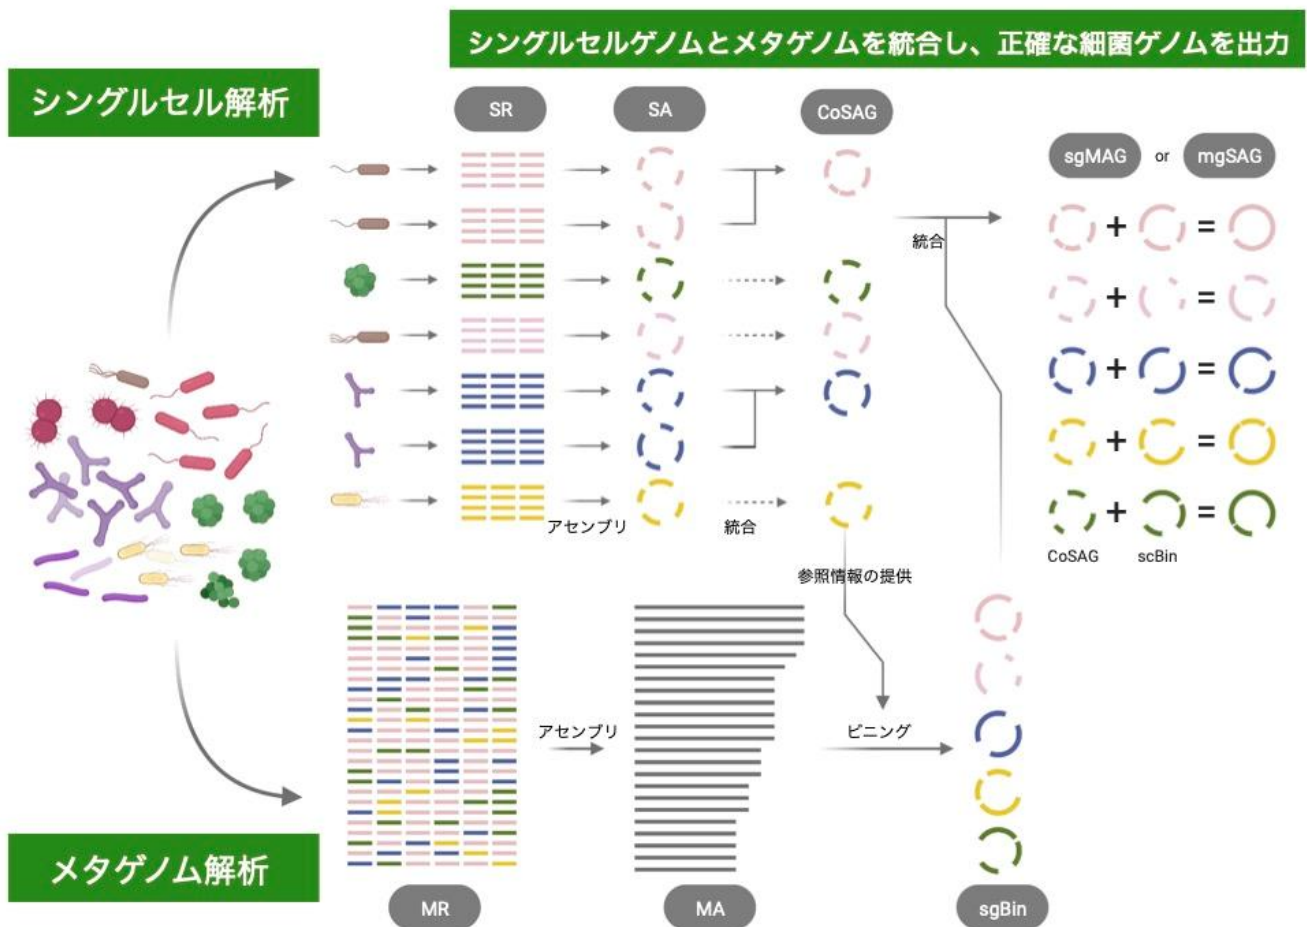 シングルセルゲノムとメタゲノムを統合し、正確な細菌ゲノムを出力
シングルセル解析
SR
SA
CoSAG
sgMAG or mgSAG
統合
アセンブリ
統合
CoSAG
scBin
参照情報の提供
アセンブリ
ビニング
メタゲノム解析
MR
MA
sgBin